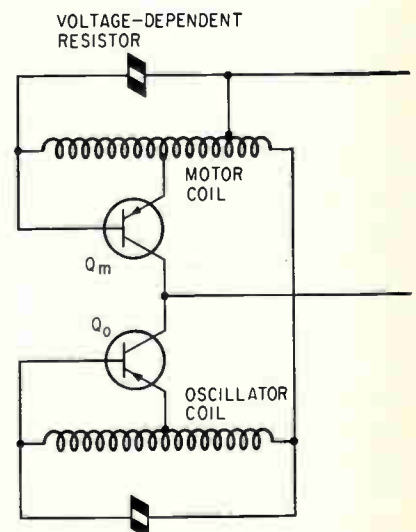 VOLTAGE-DEPENDENT
RESISTOR
MOTOR
COIL
Qm
Qo
OSCILLATOR
COIL